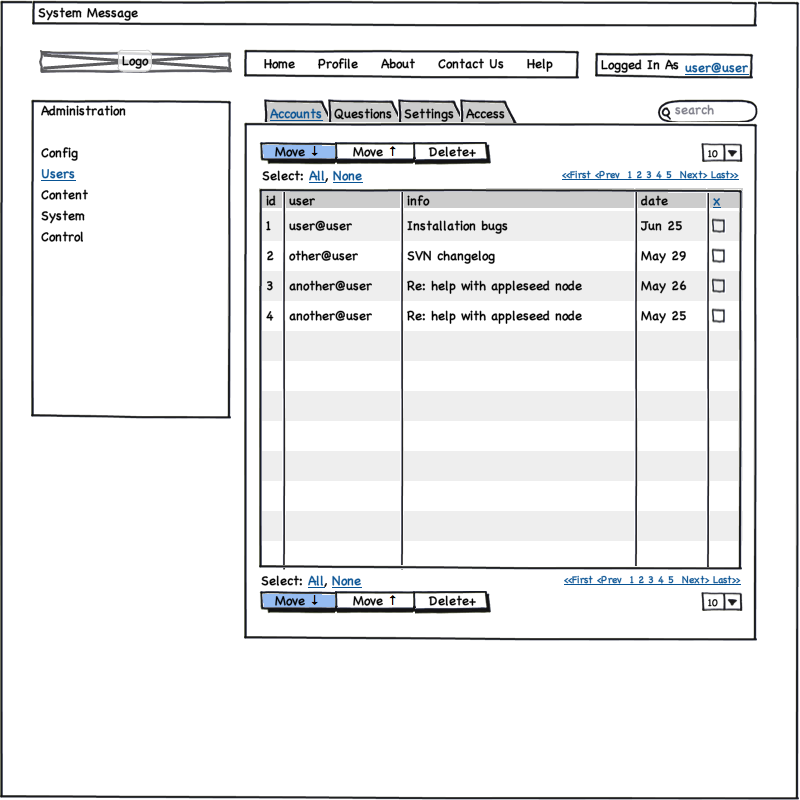 System Message
Logo
Home Profile About Contact Us Help
Logged In As user@user
Administration
Config
Users
Content
System
Control
Accounts Questions Settings Access
search
Move ↓ Move ↑ Delete+
10
Select: All, None
<<First <Prev 1 2 3 4 5 Next> Last>>
id user info date x
1 user@user Installation bugs Jun 25
2 other@user SVN changelog May 29
3 another@user Re: help with appleseed node May 26
4 another@user Re: help with appleseed node May 25
Select: All, None
<<First <Prev 1 2 3 4 5 Next> Last>>
Move ↓ Move ↑ Delete+
10